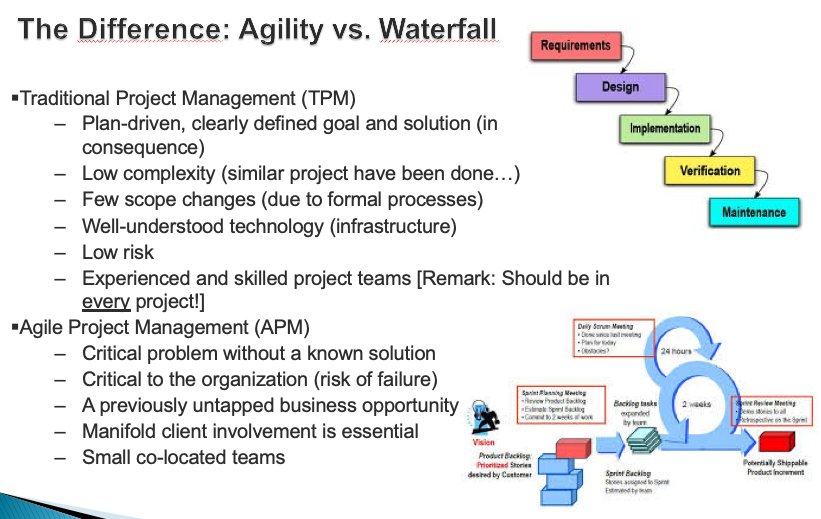 The Difference: Agility vs. Waterfall
▪Traditional Project Management (TPM)
– Plan-driven, clearly defined goal and solution (in
consequence)
– Low complexity (similar project have been done…)
– Few scope changes (due to formal processes)
– Well-understood technology (infrastructure)
– Low risk
– Experienced and skilled project teams [Remark: Should be in
every project!]
▪Agile Project Management (APM)
– Critical problem without a known solution
– Critical to the organization (risk of failure)
– A previously untapped business opportunity
– Manifold client involvement is essential
– Small co-located teams
Requirements
Design
Implementation
Verification
Maintenance
Daily Scrum Meeting
• Done since last meeting
• Plan for today
• Obstacles?
24 hours
Sprint Planning Meeting
• Review Product Backlog
• Estimate Sprint Backlog
• Commit to 2 weeks of work
Backlog tasks
expanded
by team
2 weeks
Sprint Review Meeting
• Demo stories to all
• Retrospective on the Sprint
Vision
Product Backlog:
Prioritized Stories
desired by Customer
Sprint Backlog
Stories assigned to Sprint
Estimated by team
Potentially Shippable
Product Increment